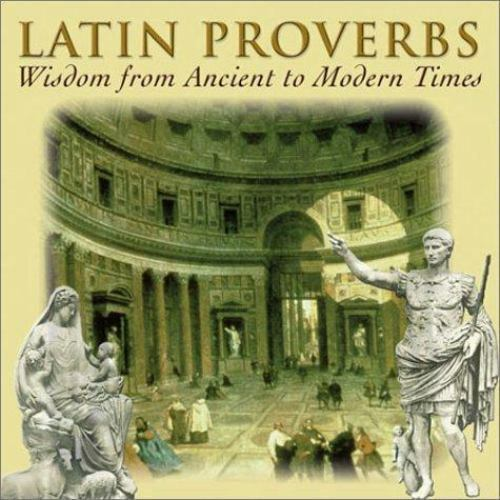 LATIN PROVERBS
Wisdom from Ancient to Modern Times